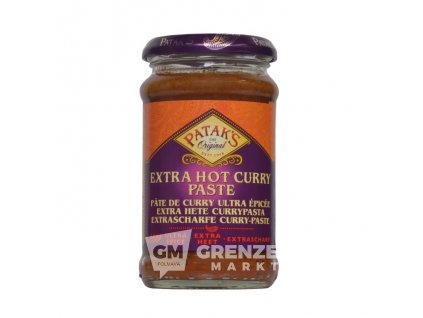 PATAK'S
PATAK'S
THE
Original
EXTRA HOT CURRY
PASTE
PÂTE DE CURRY ULTRA ÉPICÉE
EXTRA HETE CURRYPASTA
EXTRASCHARFE CURRY-PASTE
EXTRA
HEET
EXTRASCHARF
GM
FOLUAVA
GRENZE
MARKT